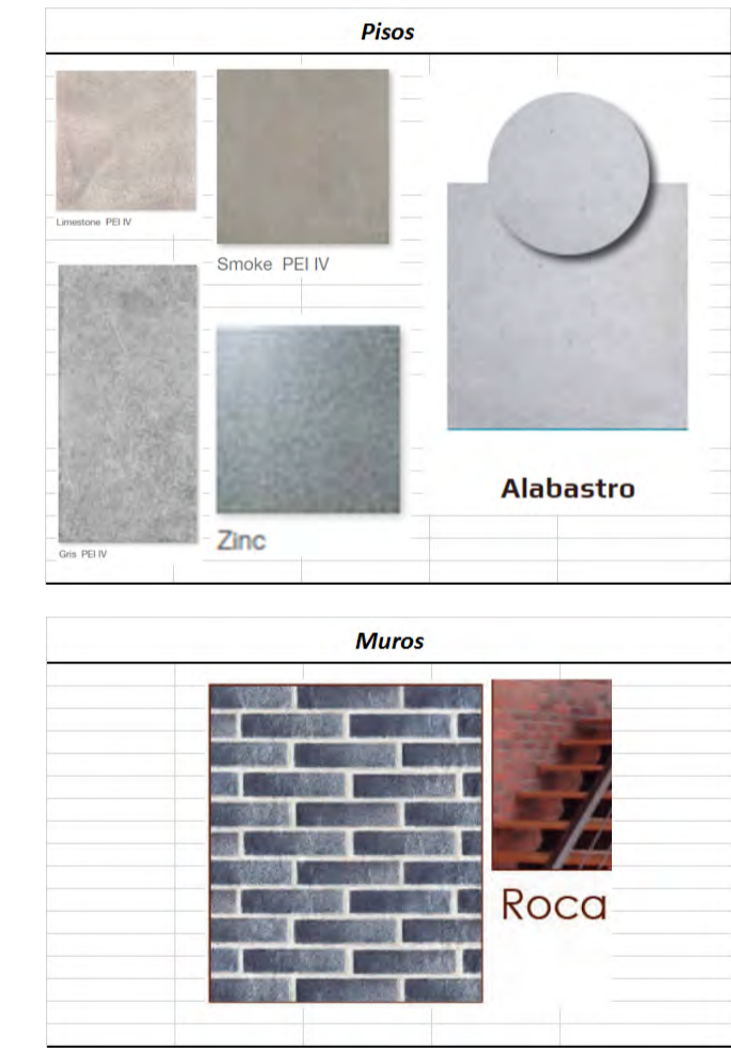 Pisos
Limestone PEI IV
Smoke PEI IV
Gris PEI IV
Zinc
Alabastro
Muros
Roca